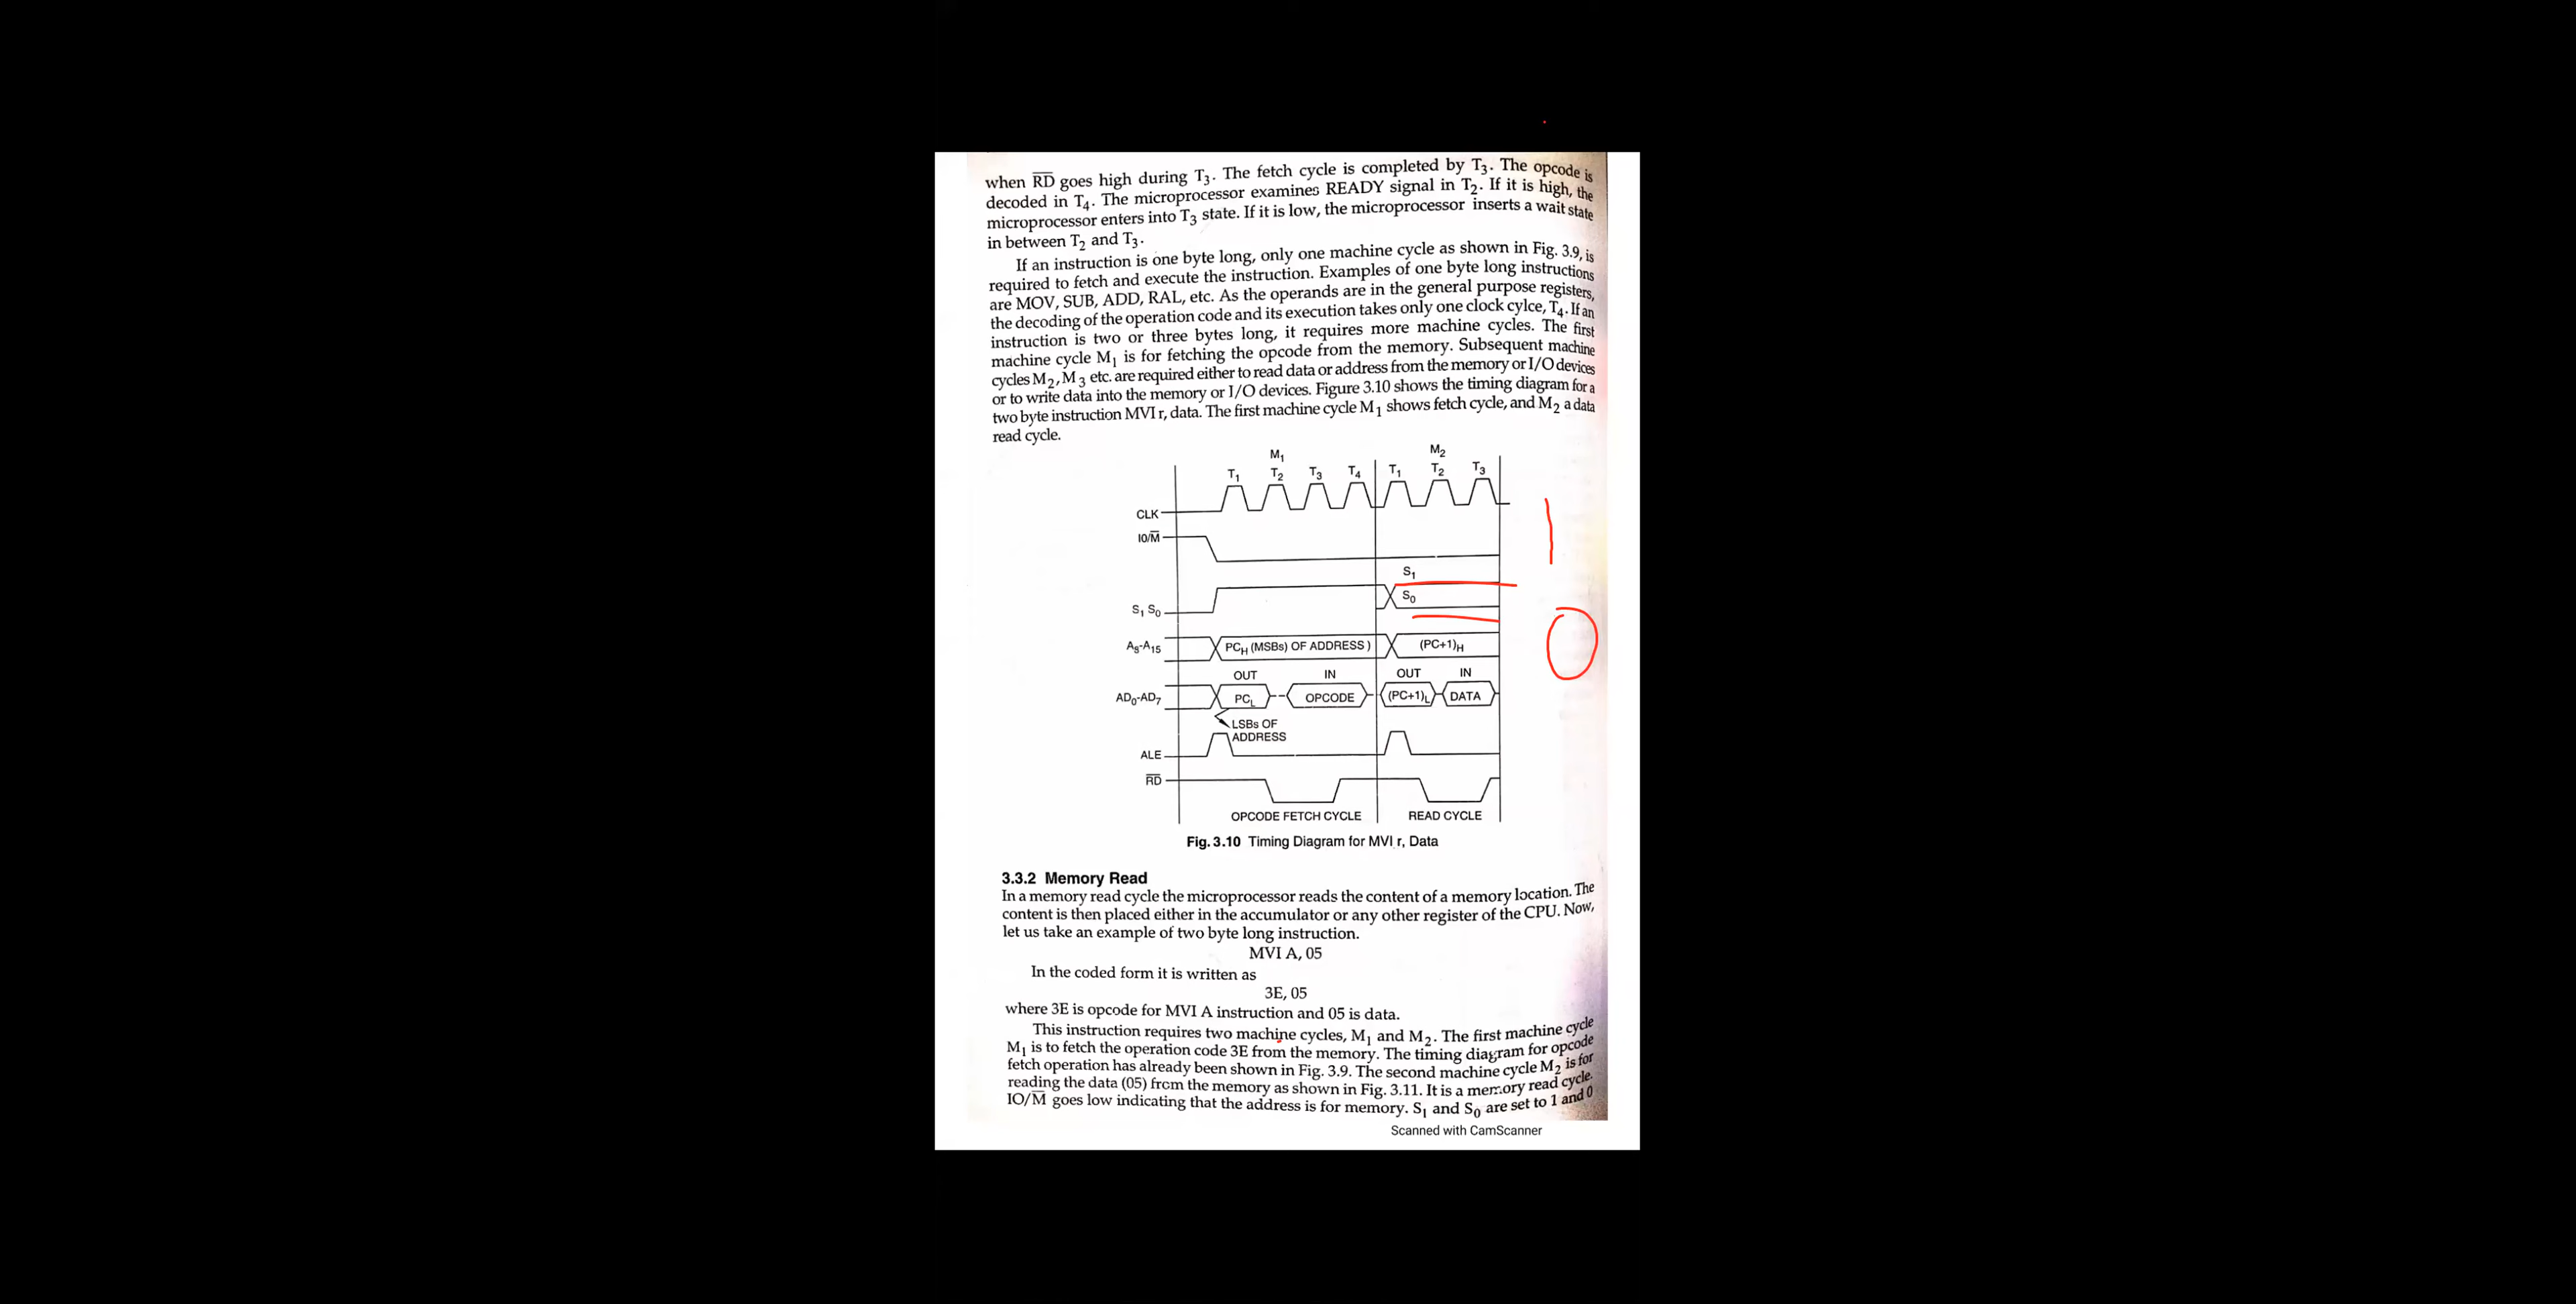 when R̅D̅ goes high during T₃. The fetch cycle is completed by T₃. The opcode is
decoded in T₄. The microprocessor examines READY signal in T₂. If it is high, the
microprocessor enters into T₃ state. If it is low, the microprocessor inserts a wait state
in between T₂ and T₃.
If an instruction is one byte long, only one machine cycle as shown in Fig. 3.9, is
required to fetch and execute the instruction. Examples of one byte long instructions
are MOV, SUB, ADD, RAL, etc. As the operands are in the general purpose registers,
the decoding of the operation code and its execution takes only one clock cylce, T₄. If an
instruction is two or three bytes long, it requires more machine cycles. The first
machine cycle M₁ is for fetching the opcode from the memory. Subsequent machine
cycles M₂, M₃ etc. are required either to read data or address from the memory or I/O devices
or to write data into the memory or I/O devices. Figure 3.10 shows the timing diagram for a
two byte instruction MVI r, data. The first machine cycle M₁ shows fetch cycle, and M₂ a data
read cycle.
M₁ M₂
T₁ T₂ T₃ T₄ T₁ T₂ T₃
CLK
IO/M̅
1
S₁
S₁ S₀ S₀
0
A₈-A₁₅ PC_H (MSBs) OF ADDRESS) (PC+1)_H
OUT IN OUT IN
AD₀-AD₇ PC_L OPCODE (PC+1)_L DATA
LSBs OF
ADDRESS
ALE
R̅D̅
OPCODE FETCH CYCLE READ CYCLE
Fig. 3.10 Timing Diagram for MVI r, Data
3.3.2 Memory Read
In a memory read cycle the microprocessor reads the content of a memory location. The
content is then placed either in the accumulator or any other register of the CPU. Now,
let us take an example of two byte long instruction.
MVI A, 05
In the coded form it is written as
3E, 05
where 3E is opcode for MVI A instruction and 05 is data.
This instruction requires two machine cycles, M₁ and M₂. The first machine cycle
M₁ is to fetch the operation code 3E from the memory. The timing diagram for opcode
fetch operation has already been shown in Fig. 3.9. The second machine cycle M₂ is for
reading the data (05) from the memory as shown in Fig. 3.11. It is a memory read cycle.
IO/M̅ goes low indicating that the address is for memory. S₁ and S₀ are set to 1 and 0
Scanned with CamScanner